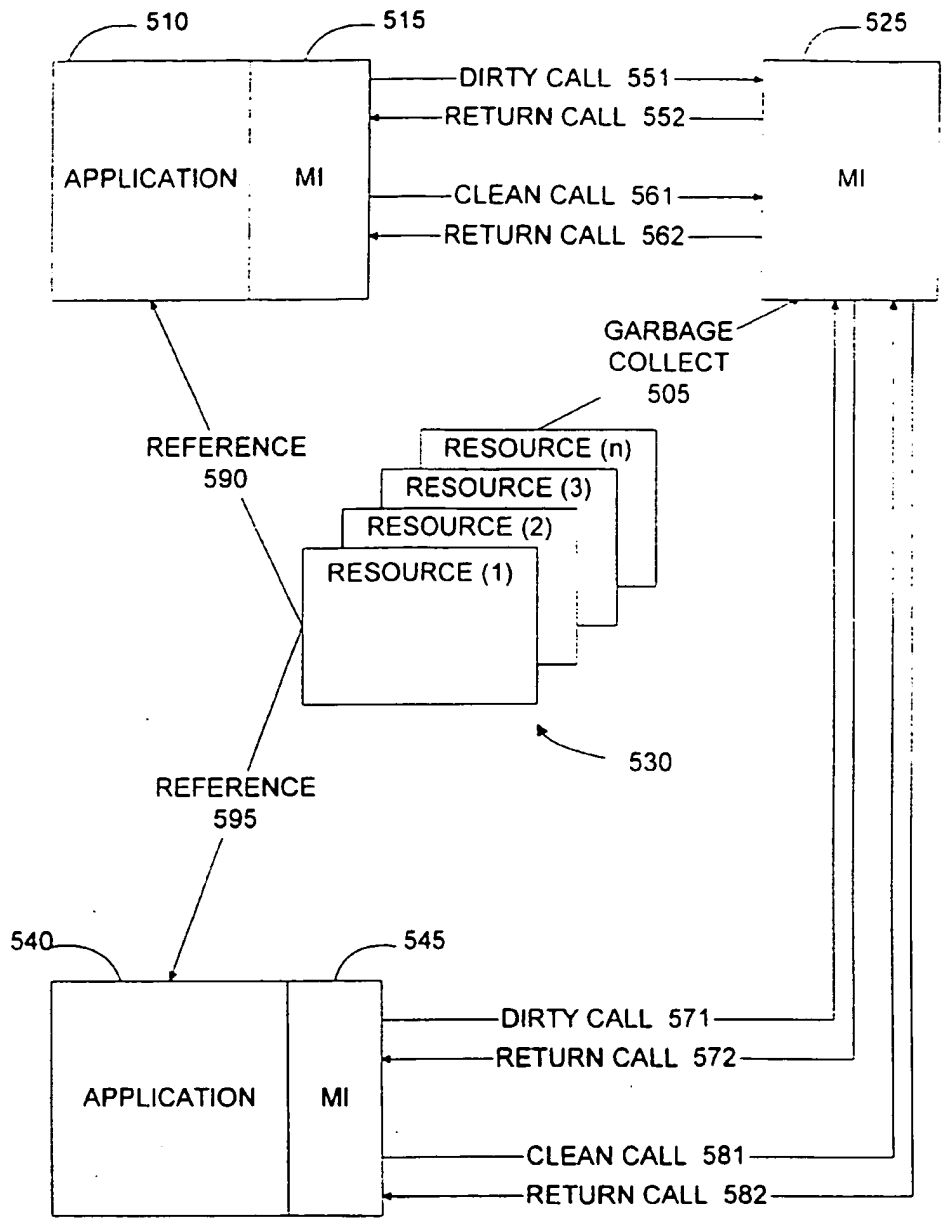 510
515
525
DIRTY CALL 551
RETURN CALL 552
APPLICATION
MI
MI
CLEAN CALL 561
RETURN CALL 562
GARBAGE
COLLECT
505
REFERENCE
590
RESOURCE (n)
RESOURCE (3)
RESOURCE (2)
RESOURCE (1)
530
REFERENCE
595
540
545
DIRTY CALL 571
RETURN CALL 572
APPLICATION
MI
CLEAN CALL 581
RETURN CALL 582